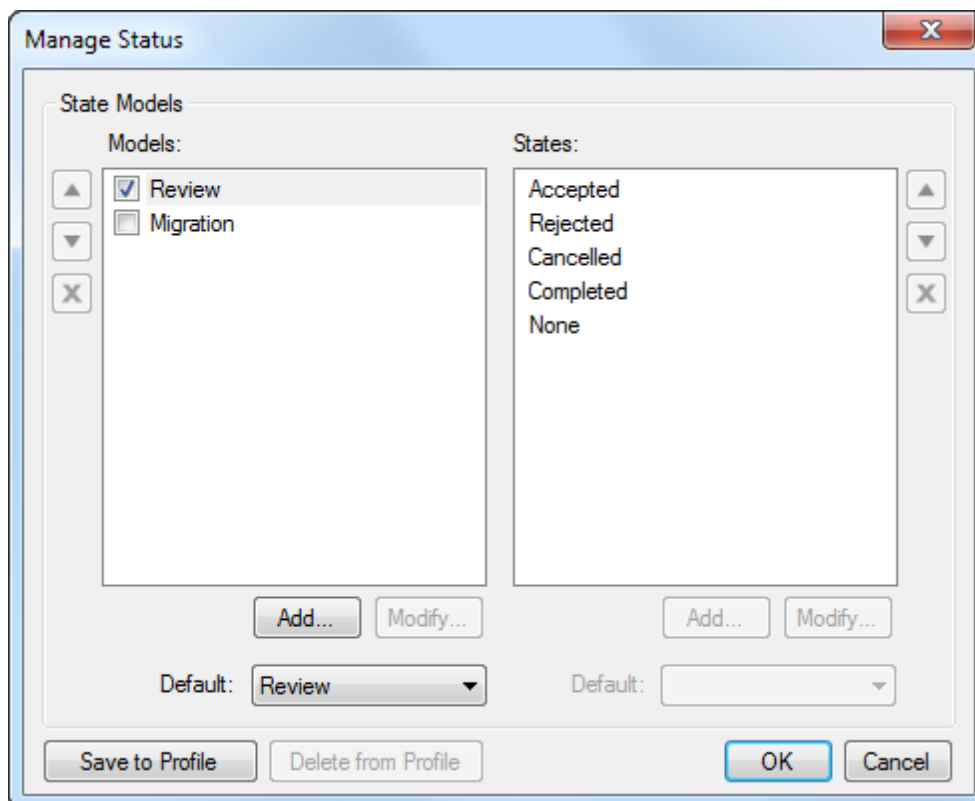 Manage Status
State Models
Models:
States:
Review
Migration
Accepted
Rejected
Cancelled
Completed
None
Add...
Modify...
Add...
Modify...
Default:
Review
Default:
Save to Profile
Delete from Profile
OK
Cancel